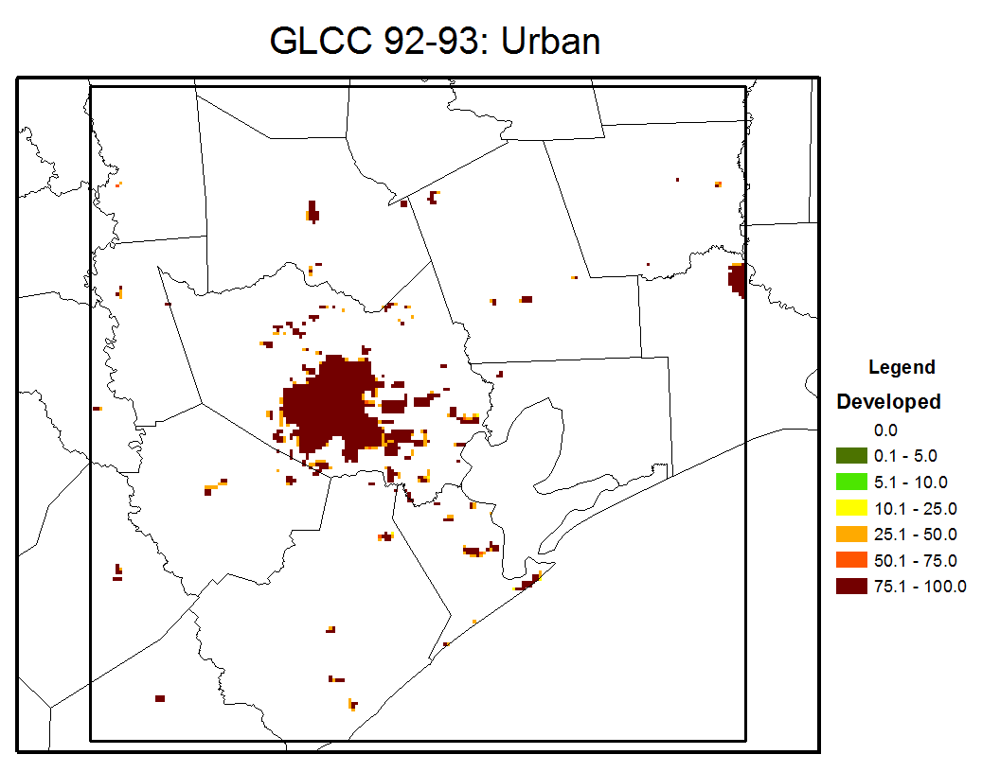 GLCC 92-93: Urban
Legend
Developed
0.0
0.1 - 5.0
5.1 - 10.0
10.1 - 25.0
25.1 - 50.0
50.1 - 75.0
75.1 - 100.0